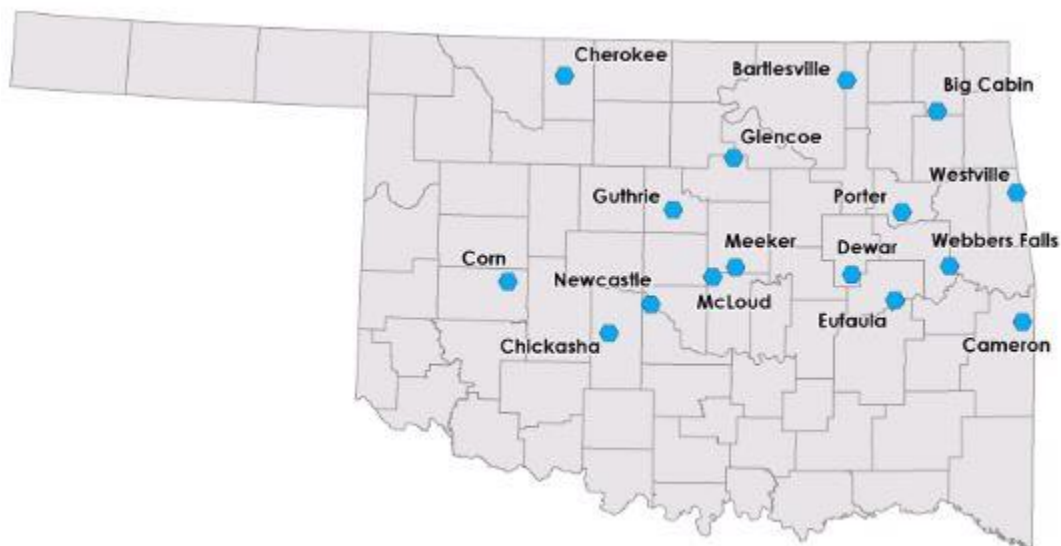 Cherokee
Bartlesville
Big Cabin
Glencoe
Westville
Guthrie
Porter
Meeker
Dewar
Webbers Falls
Corn
Newcastle
McLoud
Eufaula
Chickasha
Cameron